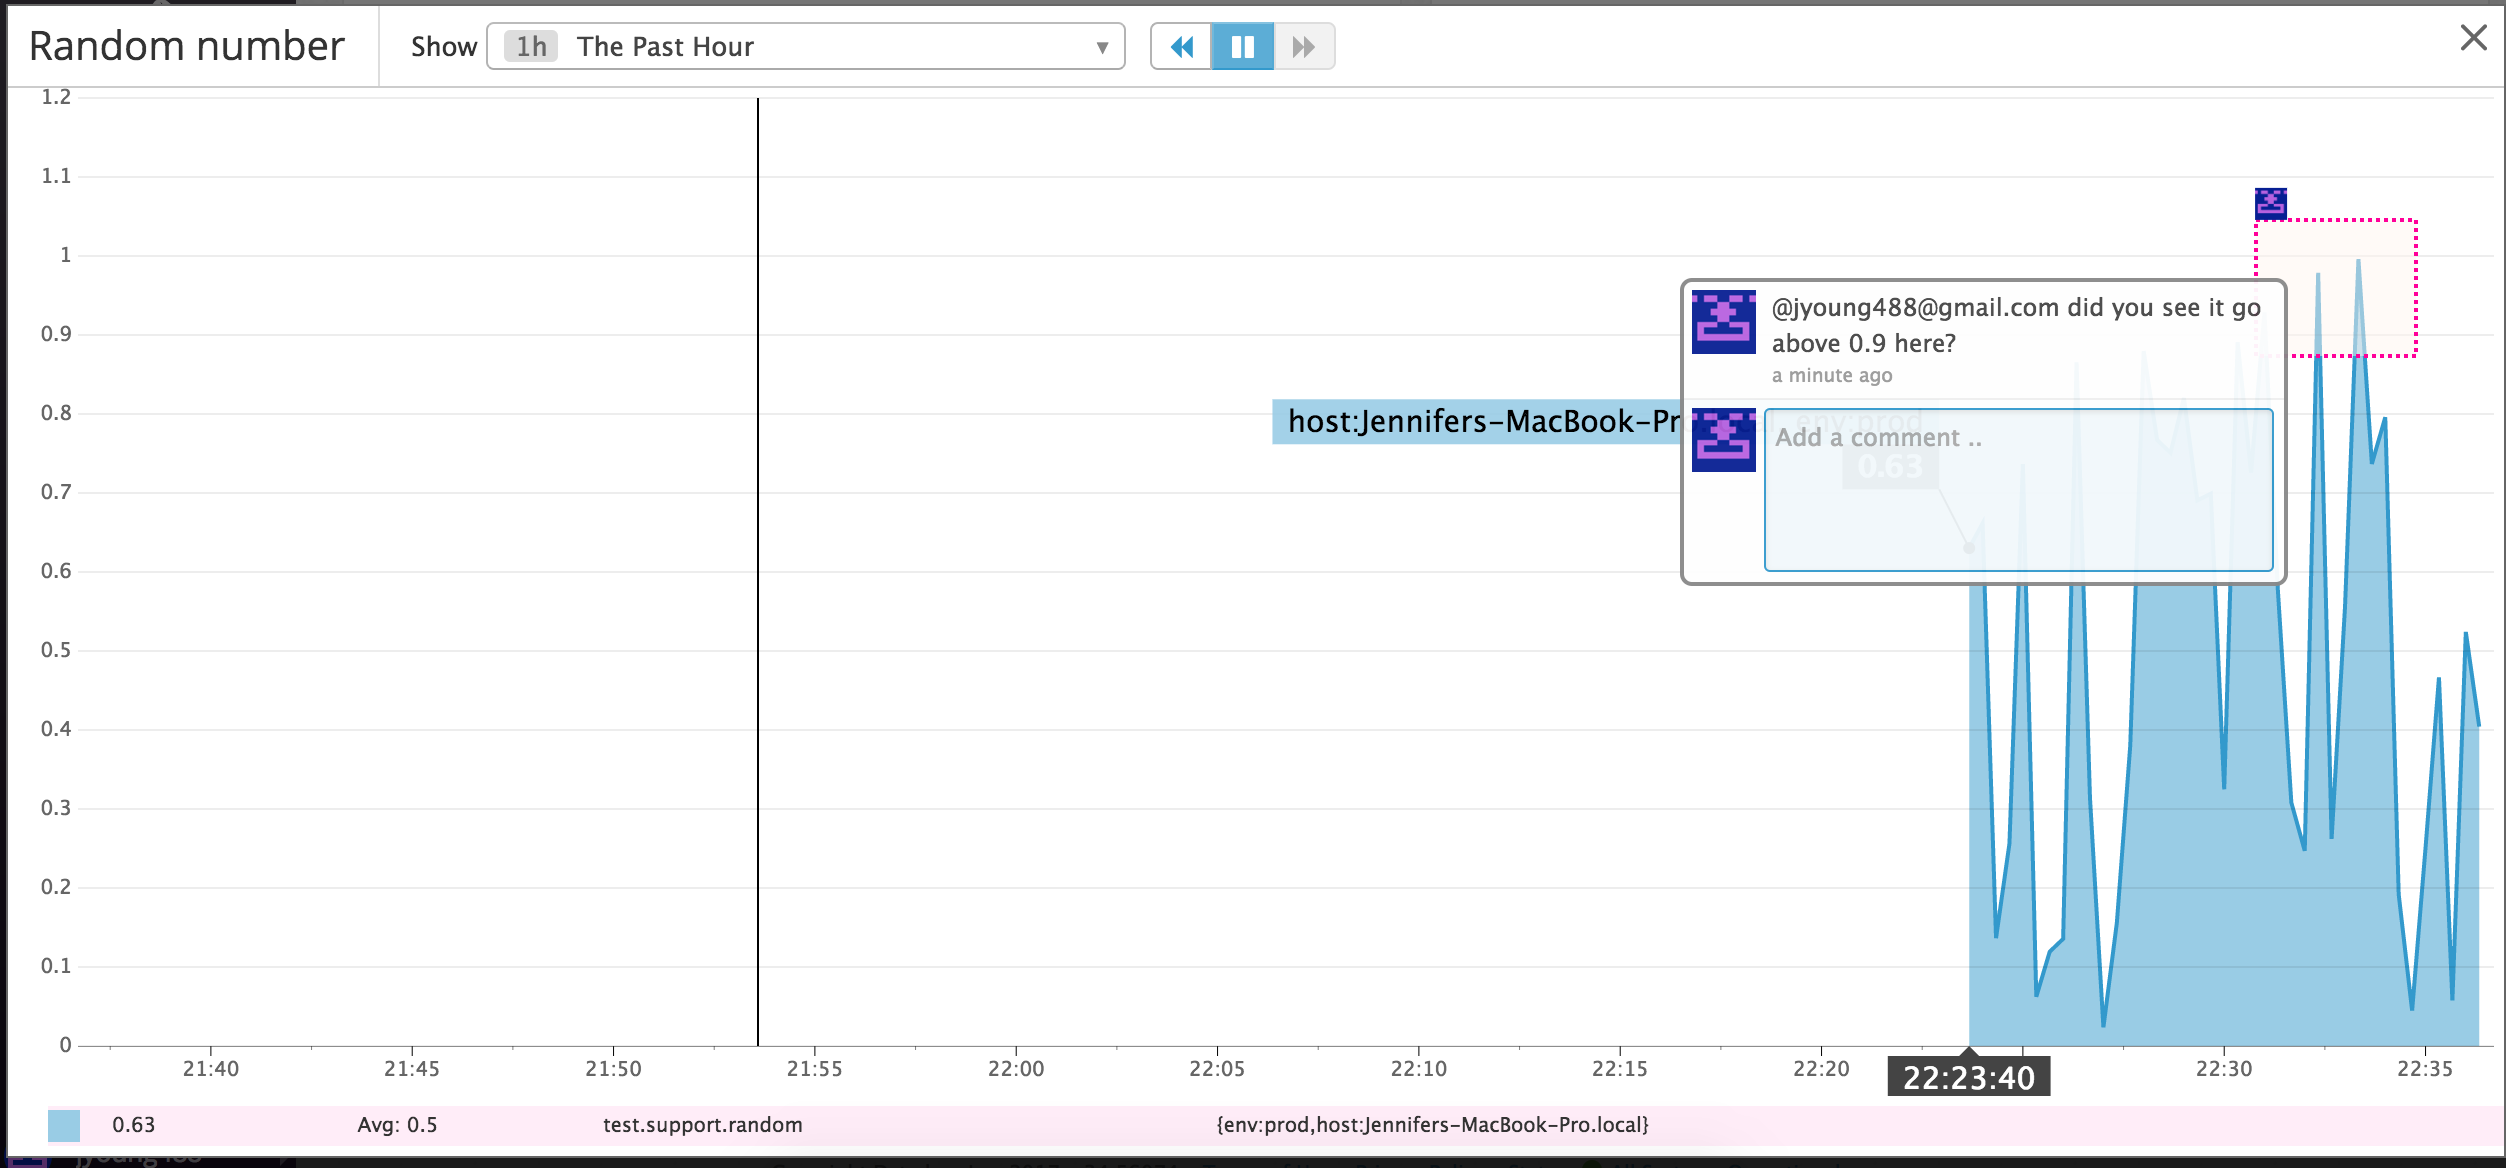 Random number
Show 1h The Past Hour
1.2
1.1
1
0.9
0.8
0.7
0.6
0.5
0.4
0.3
0.2
0.1
0
@jyoung488@gmail.com did you see it go
above 0.9 here?
a minute ago
host:Jennifers-MacBook-Pro.local, env:prod
Add a comment ..
0.63
21:40 21:45 21:50 21:55 22:00 22:05 22:10 22:15 22:20 22:23:40 22:30 22:35
0.63 Avg: 0.5 test.support.random {env:prod,host:Jennifers-MacBook-Pro.local}